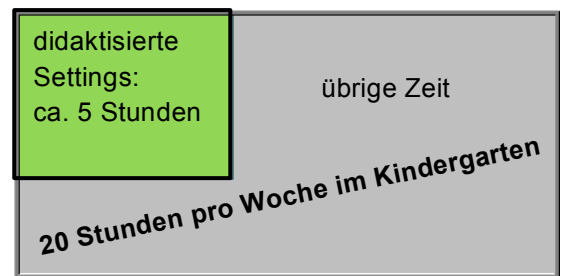 didaktisierte
Settings:
ca. 5 Stunden
übrige Zeit
20 Stunden pro Woche im Kindergarten